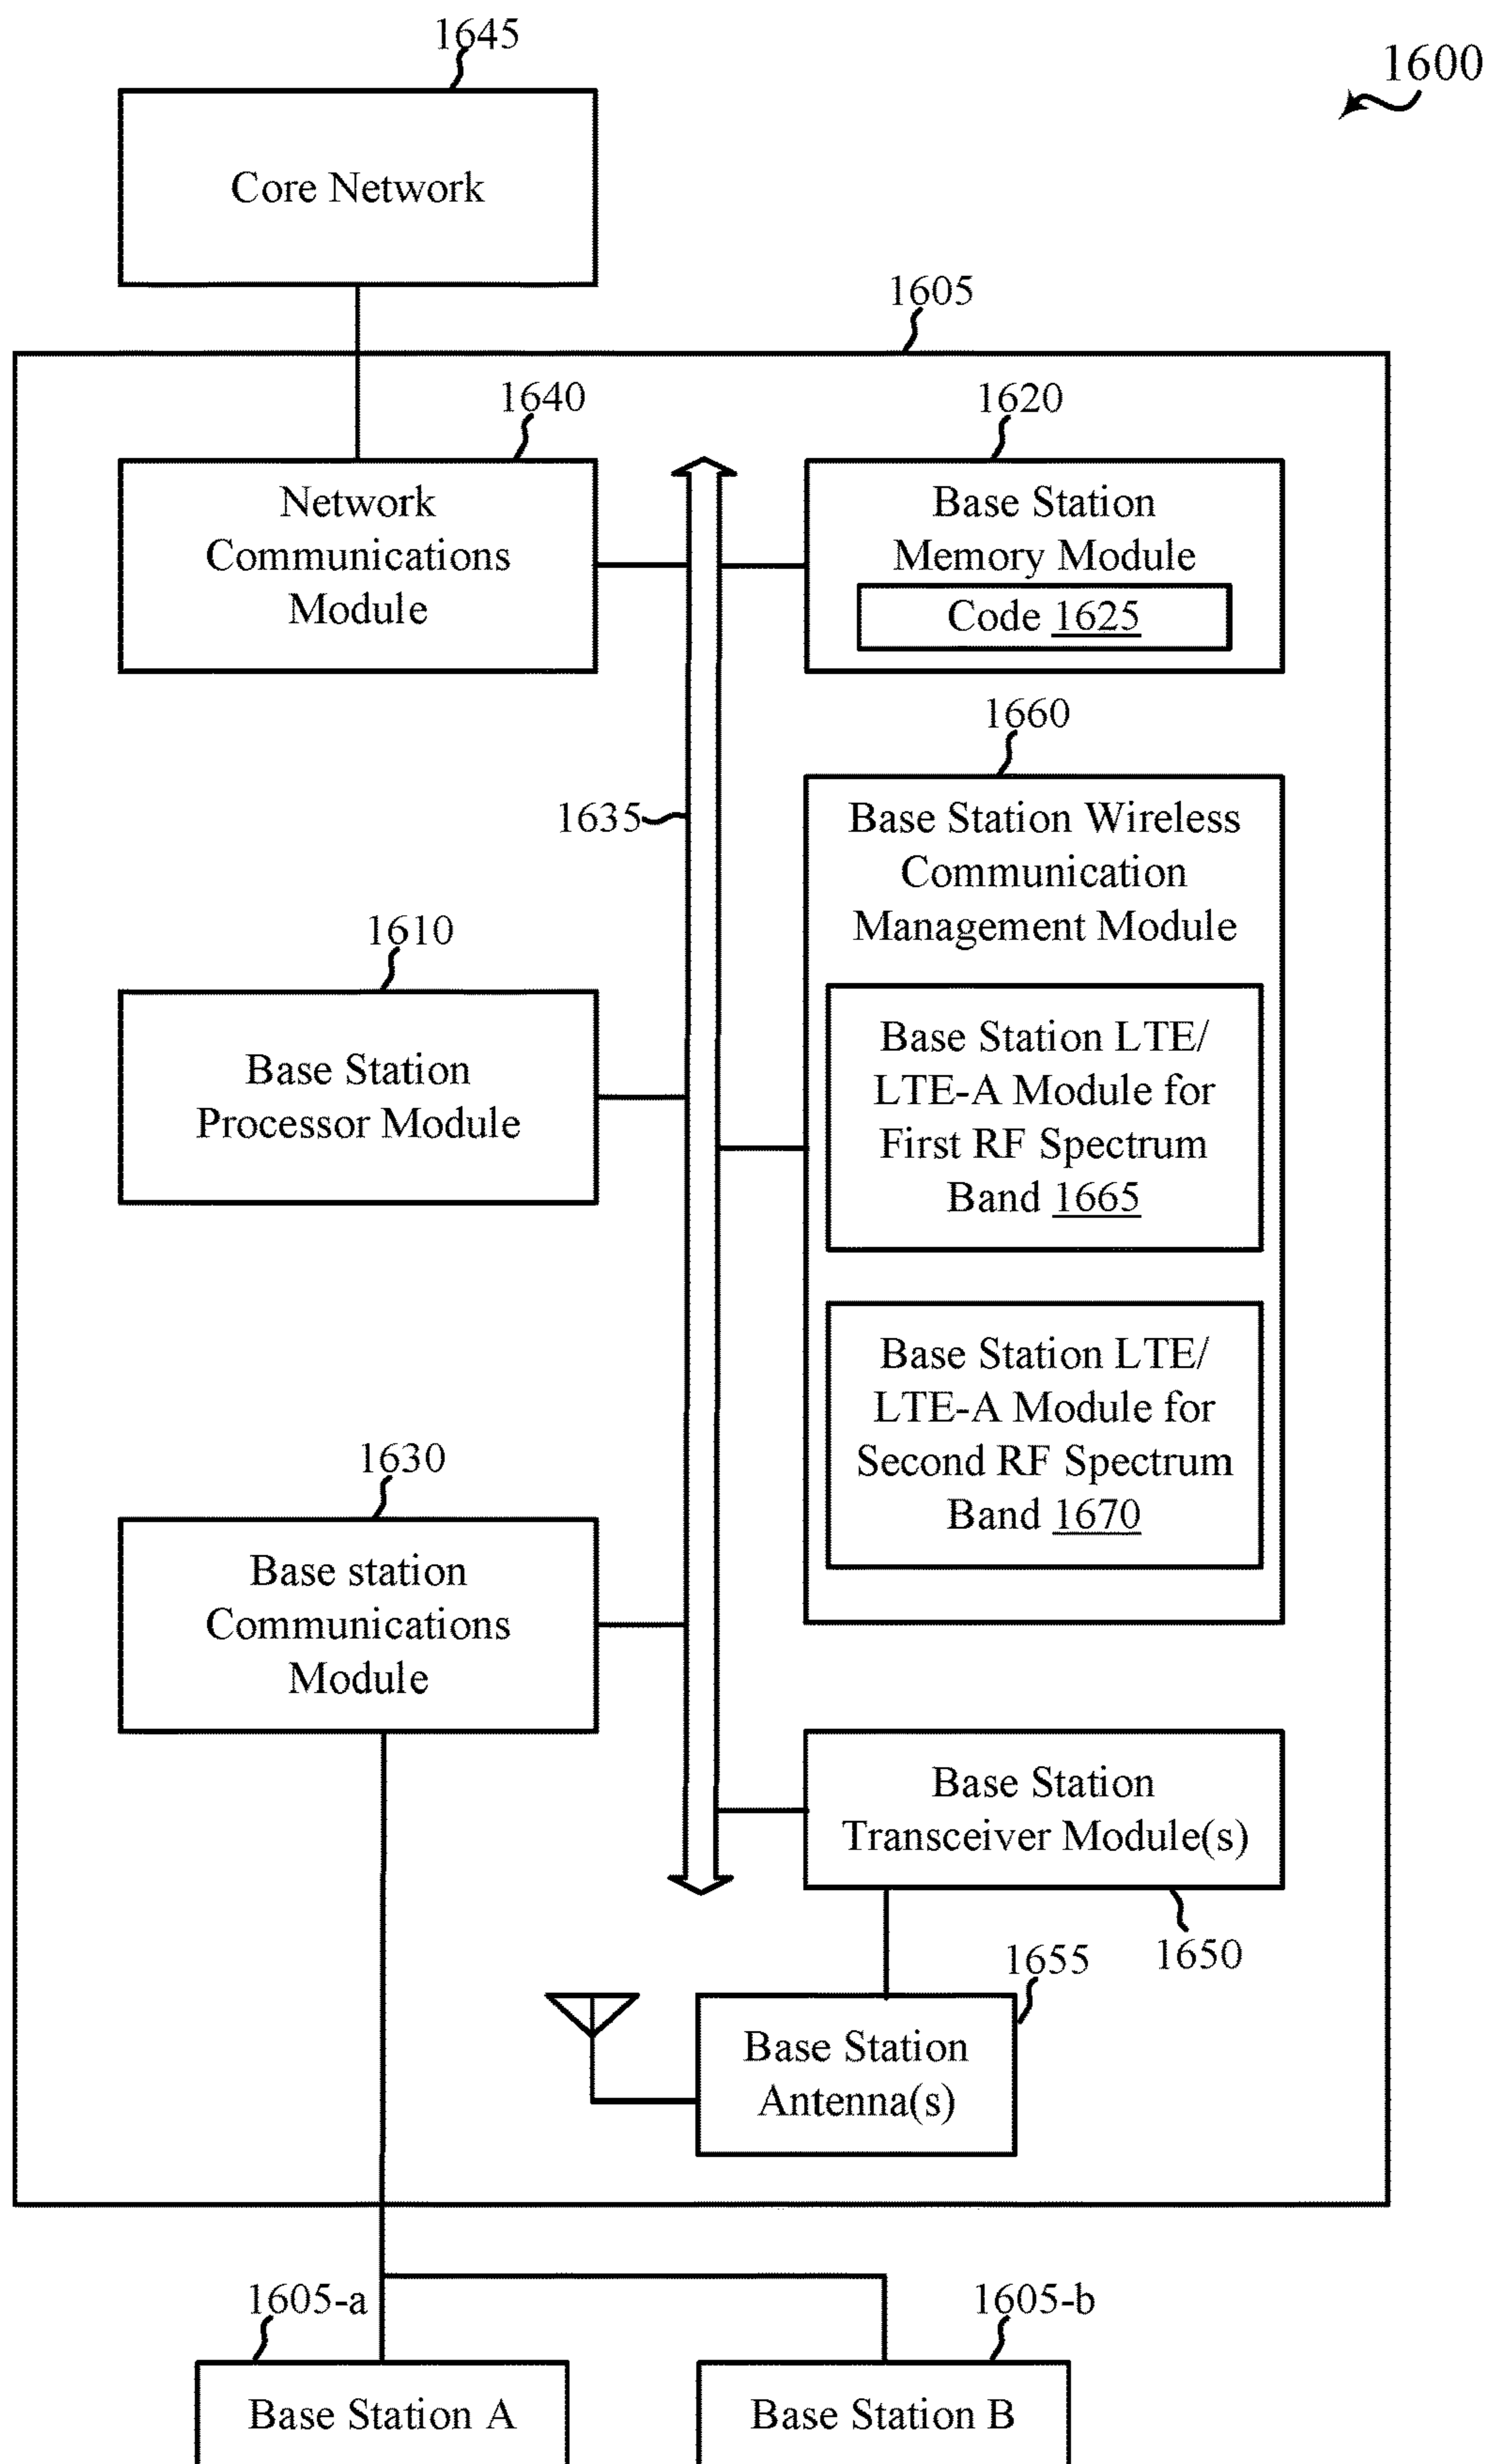 1645
1600
Core Network
1605
1640
1620
Network
Communications
Module
Base Station
Memory Module
Code 1625
1660
1635
Base Station Wireless
Communication
Management Module
1610
Base Station
Processor Module
Base Station LTE/
LTE-A Module for
First RF Spectrum
Band 1665
Base Station LTE/
LTE-A Module for
Second RF Spectrum
Band 1670
1630
Base station
Communications
Module
Base Station
Transceiver Module(s)
1650
1655
Base Station
Antenna(s)
1605-a
1605-b
Base Station A
Base Station B